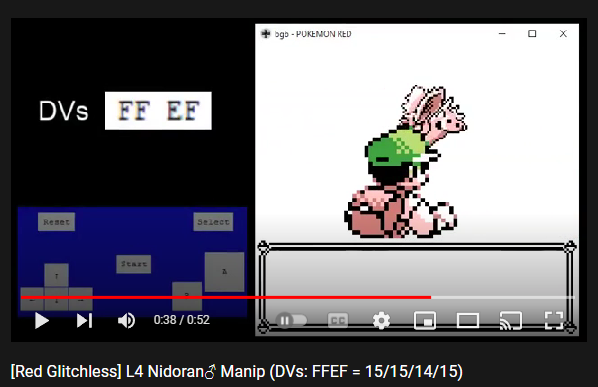 bgb - POKEMON RED
DVs FF EF
Reset
Select
Start
A
CC
0:38 / 0:52
[Red Glitchless] L4 Nidoran♂ Manip (DVs: FFEF = 15/15/14/15)